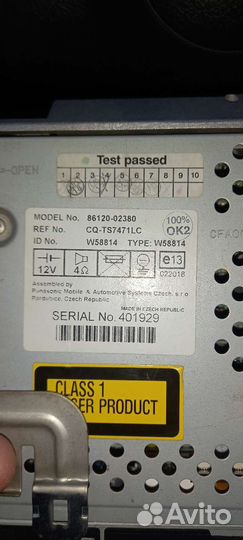 OPEN
Test passed
1 2 3 4 5 6 7 8 9 10
MODEL No. 86120-02380
REF No. CQ-TS7471LC
ID No. W58814 TYPE: W58814
100%
OK2
12V
4Ω
e13
022018
Assembled by
Panasonic Mobile & Automotive Systems Czech, s.r.o
Pardubice, Czech Republic
MADE IN CZECH REPUBLIC
SERIAL No. 401929
CLASS 1
ER PRODUCT
Avito